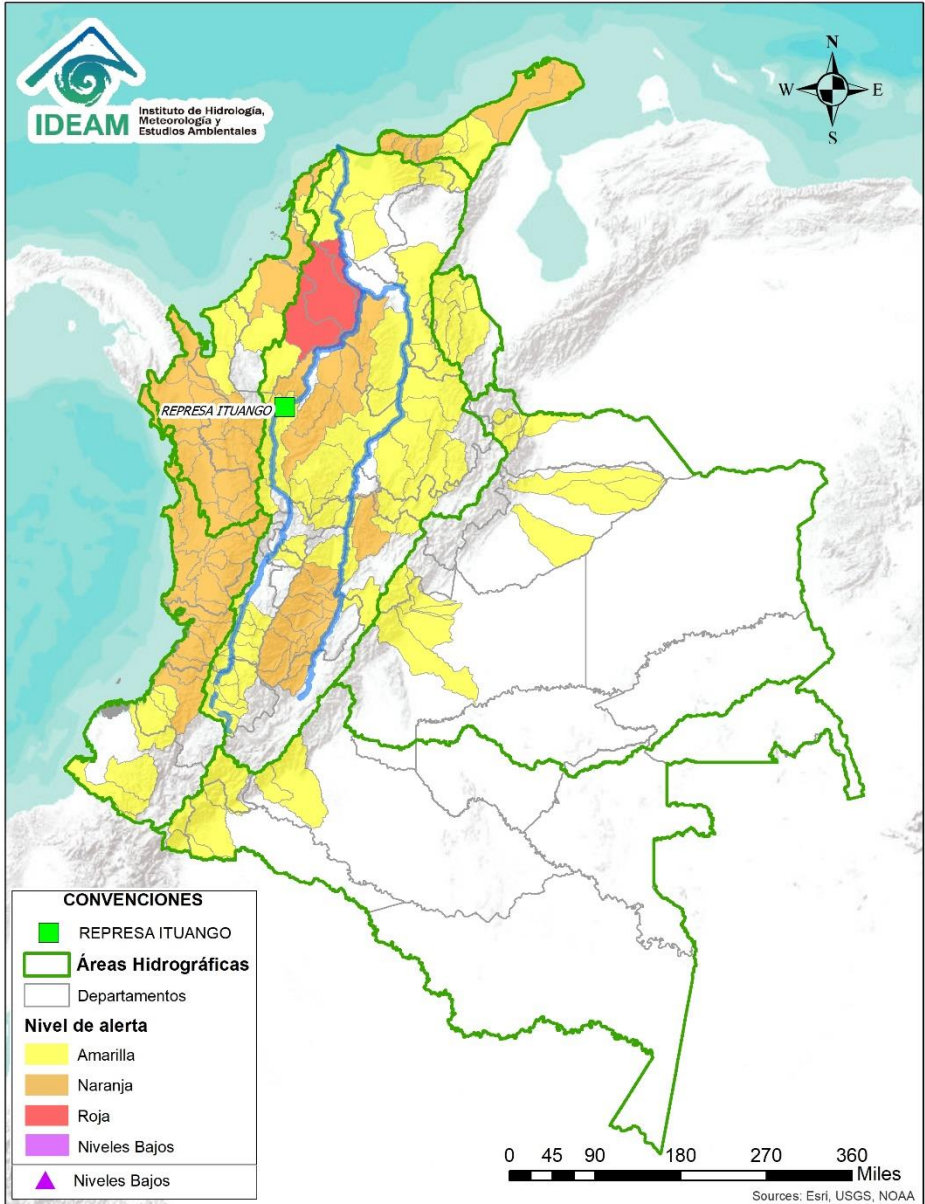 IDEAM
Instituto de Hidrología,
Meteorología y
Estudios Ambientales
N
W
E
S
REPRESA ITUANGO
CONVENCIONES
REPRESA ITUANGO
Áreas Hidrográficas
Departamentos
Nivel de alerta
Amarilla
Naranja
Roja
Niveles Bajos
Niveles Bajos
0 45 90 180 270 360
Miles
Sources: Esri, USGS, NOAA